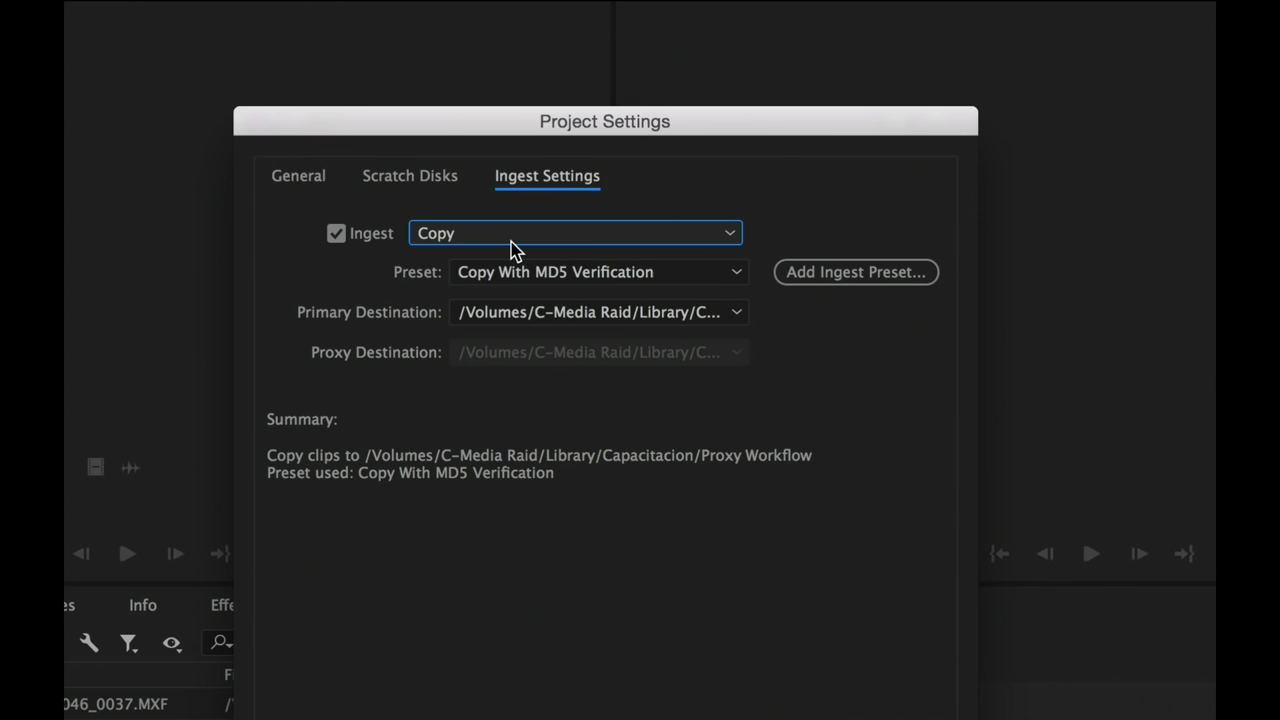 Project Settings
General Scratch Disks Ingest Settings
Ingest Copy
Preset: Copy With MD5 Verification Add Ingest Preset...
Primary Destination: /Volumes/C-Media Raid/Library/C...
Proxy Destination: /Volumes/C-Media Raid/Library/C...
Summary:
Copy clips to /Volumes/C-Media Raid/Library/Capacitacion/Proxy Workflow
Preset used: Copy With MD5 Verification
es Info Effe
F
046_0037.MXF /